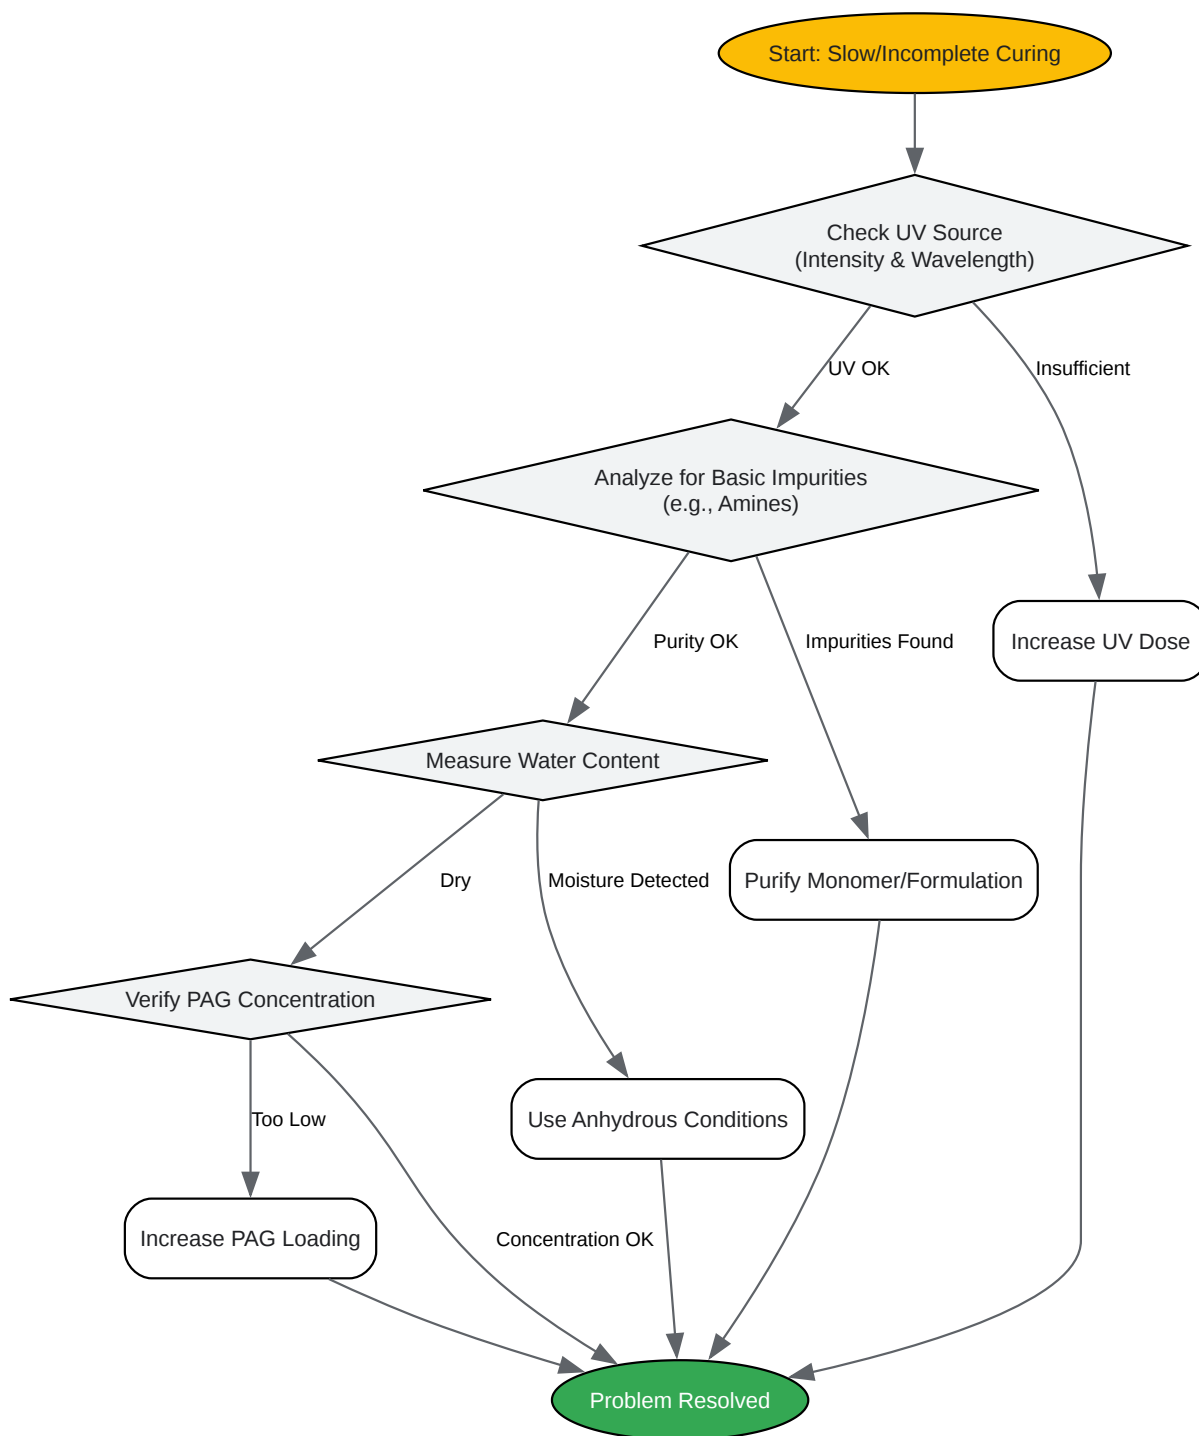 Start: Slow/Incomplete Curing
Check UV Source
(Intensity & Wavelength)
UV OK
Insufficient
Analyze for Basic Impurities
(e.g., Amines)
Purity OK
Impurities Found
Increase UV Dose
Measure Water Content
Dry
Moisture Detected
Purify Monomer/Formulation
Verify PAG Concentration
Too Low
Use Anhydrous Conditions
Increase PAG Loading
Concentration OK
Problem Resolved